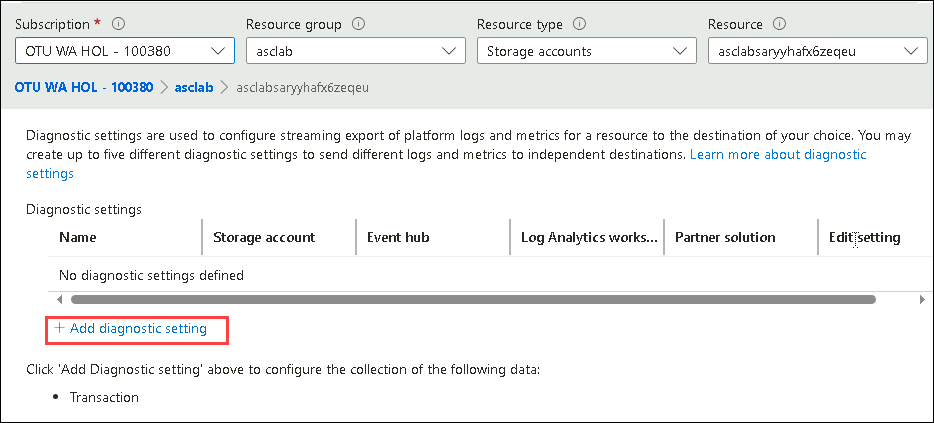 Subscription * Resource group Resource type Resource
OTU WA HOL - 100380 asclab Storage accounts asclabsaryyhafx6zeqeu
OTU WA HOL - 100380 > asclab > asclabsaryyhafx6zeqeu
Diagnostic settings are used to configure streaming export of platform logs and metrics for a resource to the destination of your choice. You may
create up to five different diagnostic settings to send different logs and metrics to independent destinations. Learn more about diagnostic
settings
Diagnostic settings
Name Storage account Event hub Log Analytics works... Partner solution Edit setting
No diagnostic settings defined
+ Add diagnostic setting
Click 'Add Diagnostic setting' above to configure the collection of the following data:
• Transaction